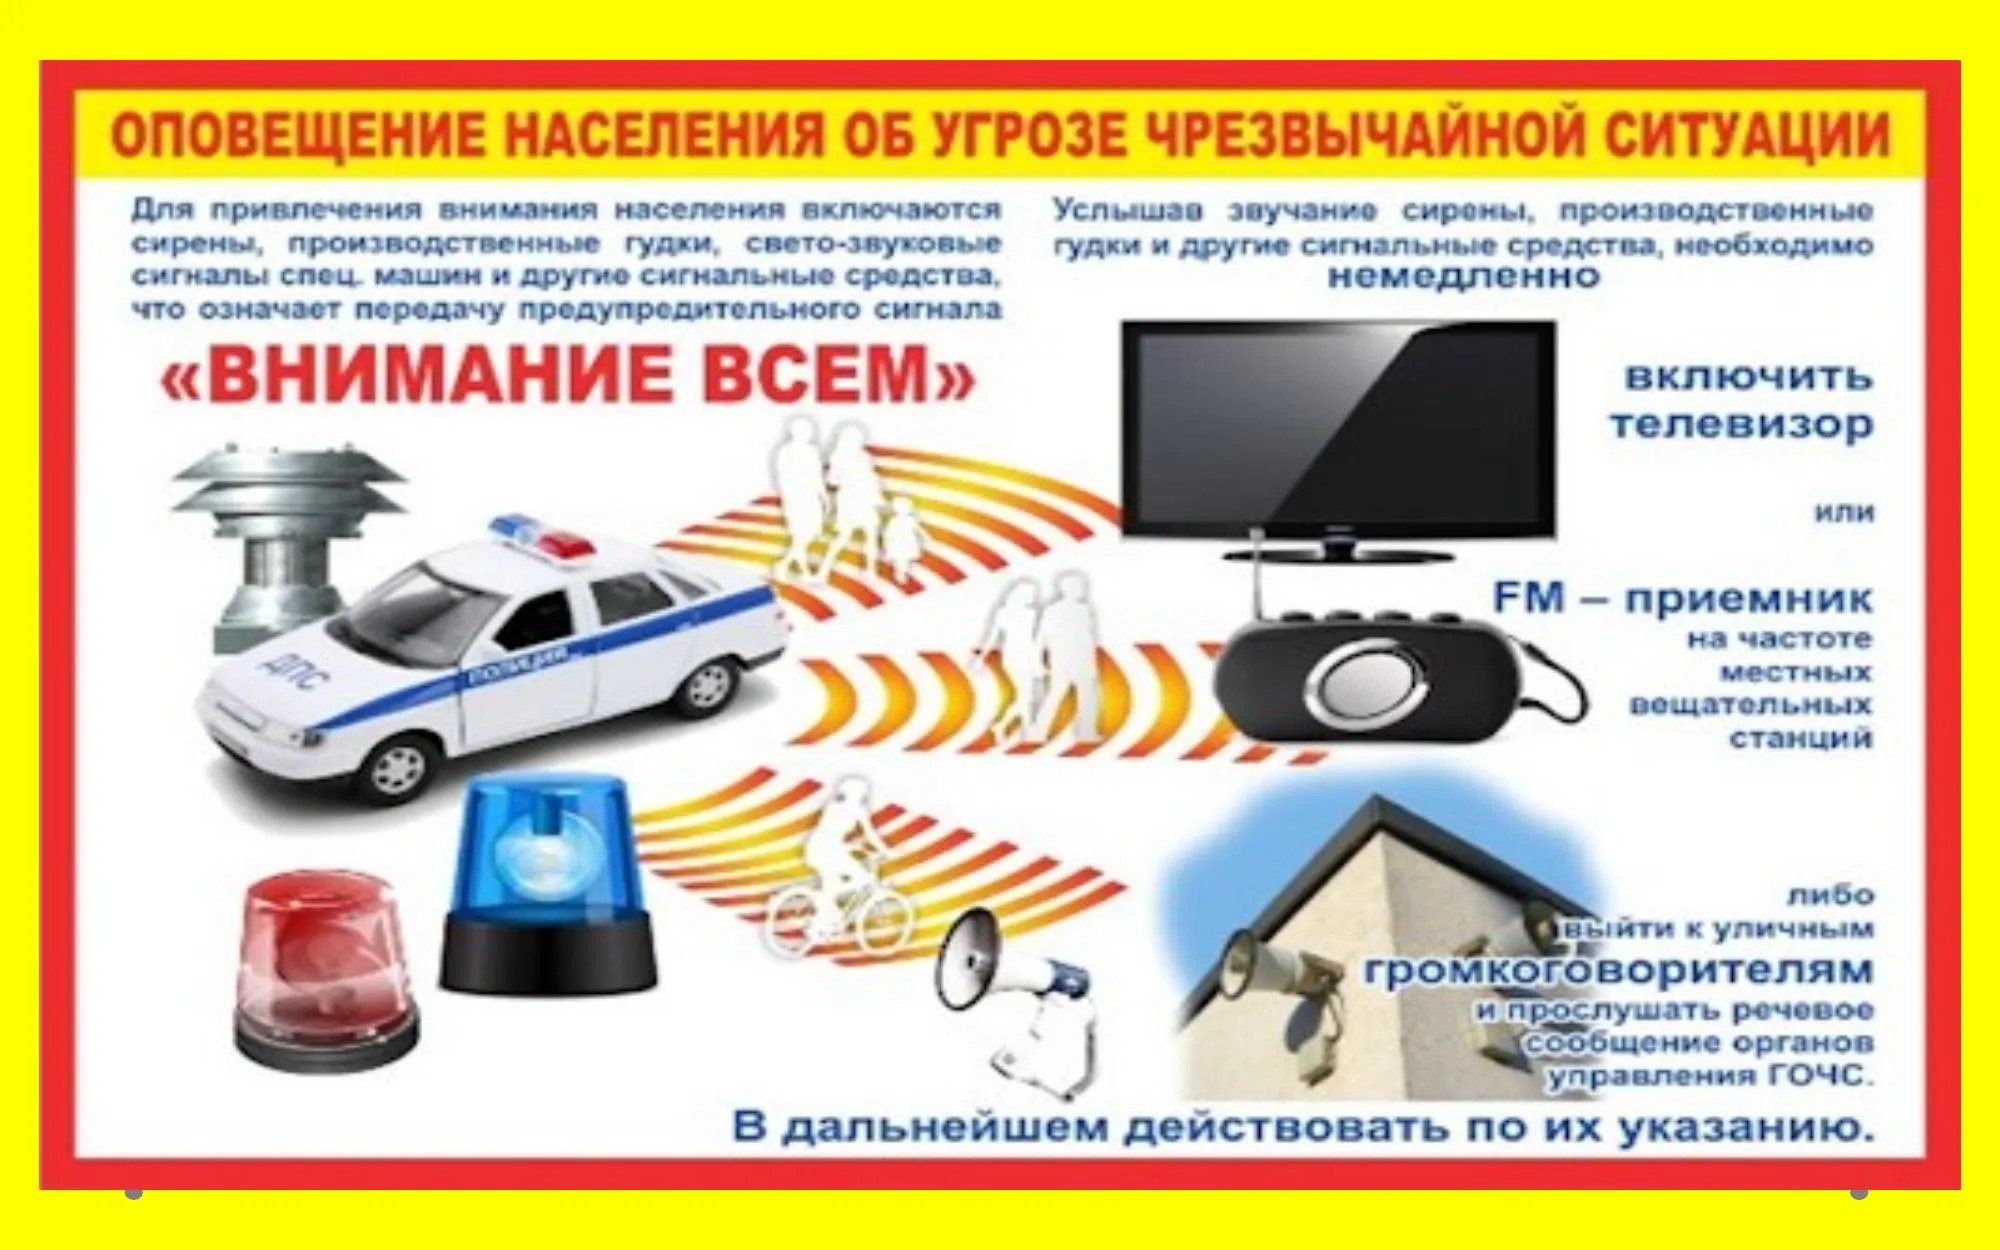 ОПОВЕЩЕНИЕ НАСЕЛЕНИЯ ОБ УГРОЗЕ ЧРЕЗВЫЧАЙНОЙ СИТУАЦИИ
Для привлечения внимания населения включаются
сирены, производственные гудки, свето-звуковые
сигналы спец. машин и другие сигнальные средства,
что означает передачу предупредительного сигнала
«ВНИМАНИЕ ВСЕМ»
ДПС
ПОЛИЦИЯ
Услышав звучание сирены, производственные
гудки и другие сигнальные средства, необходимо
немедленно
включить
телевизор
или
FM – приемник
на частоте
местных
вещательных
станций
либо
выйти к уличным
громкоговорителям
и прослушать речевое
сообщение органов
управления ГОЧС.
В дальнейшем действовать по их указанию.